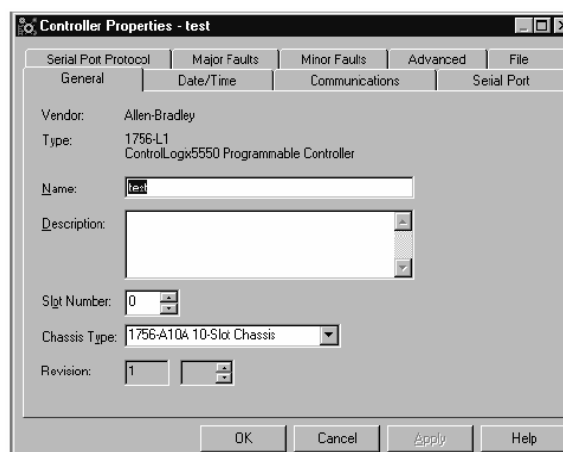 Controller Properties - test
Serial Port Protocol Major Faults Minor Faults Advanced File
General Date/Time Communications Serial Port
Vendor: Allen-Bradley
Type: 1756-L1
ControlLogix5550 Programmable Controller
Name: test
Description:
Slot Number: 0
Chassis Type: 1756-A10A 10-Slot Chassis
Revision: 1
OK Cancel Apply Help